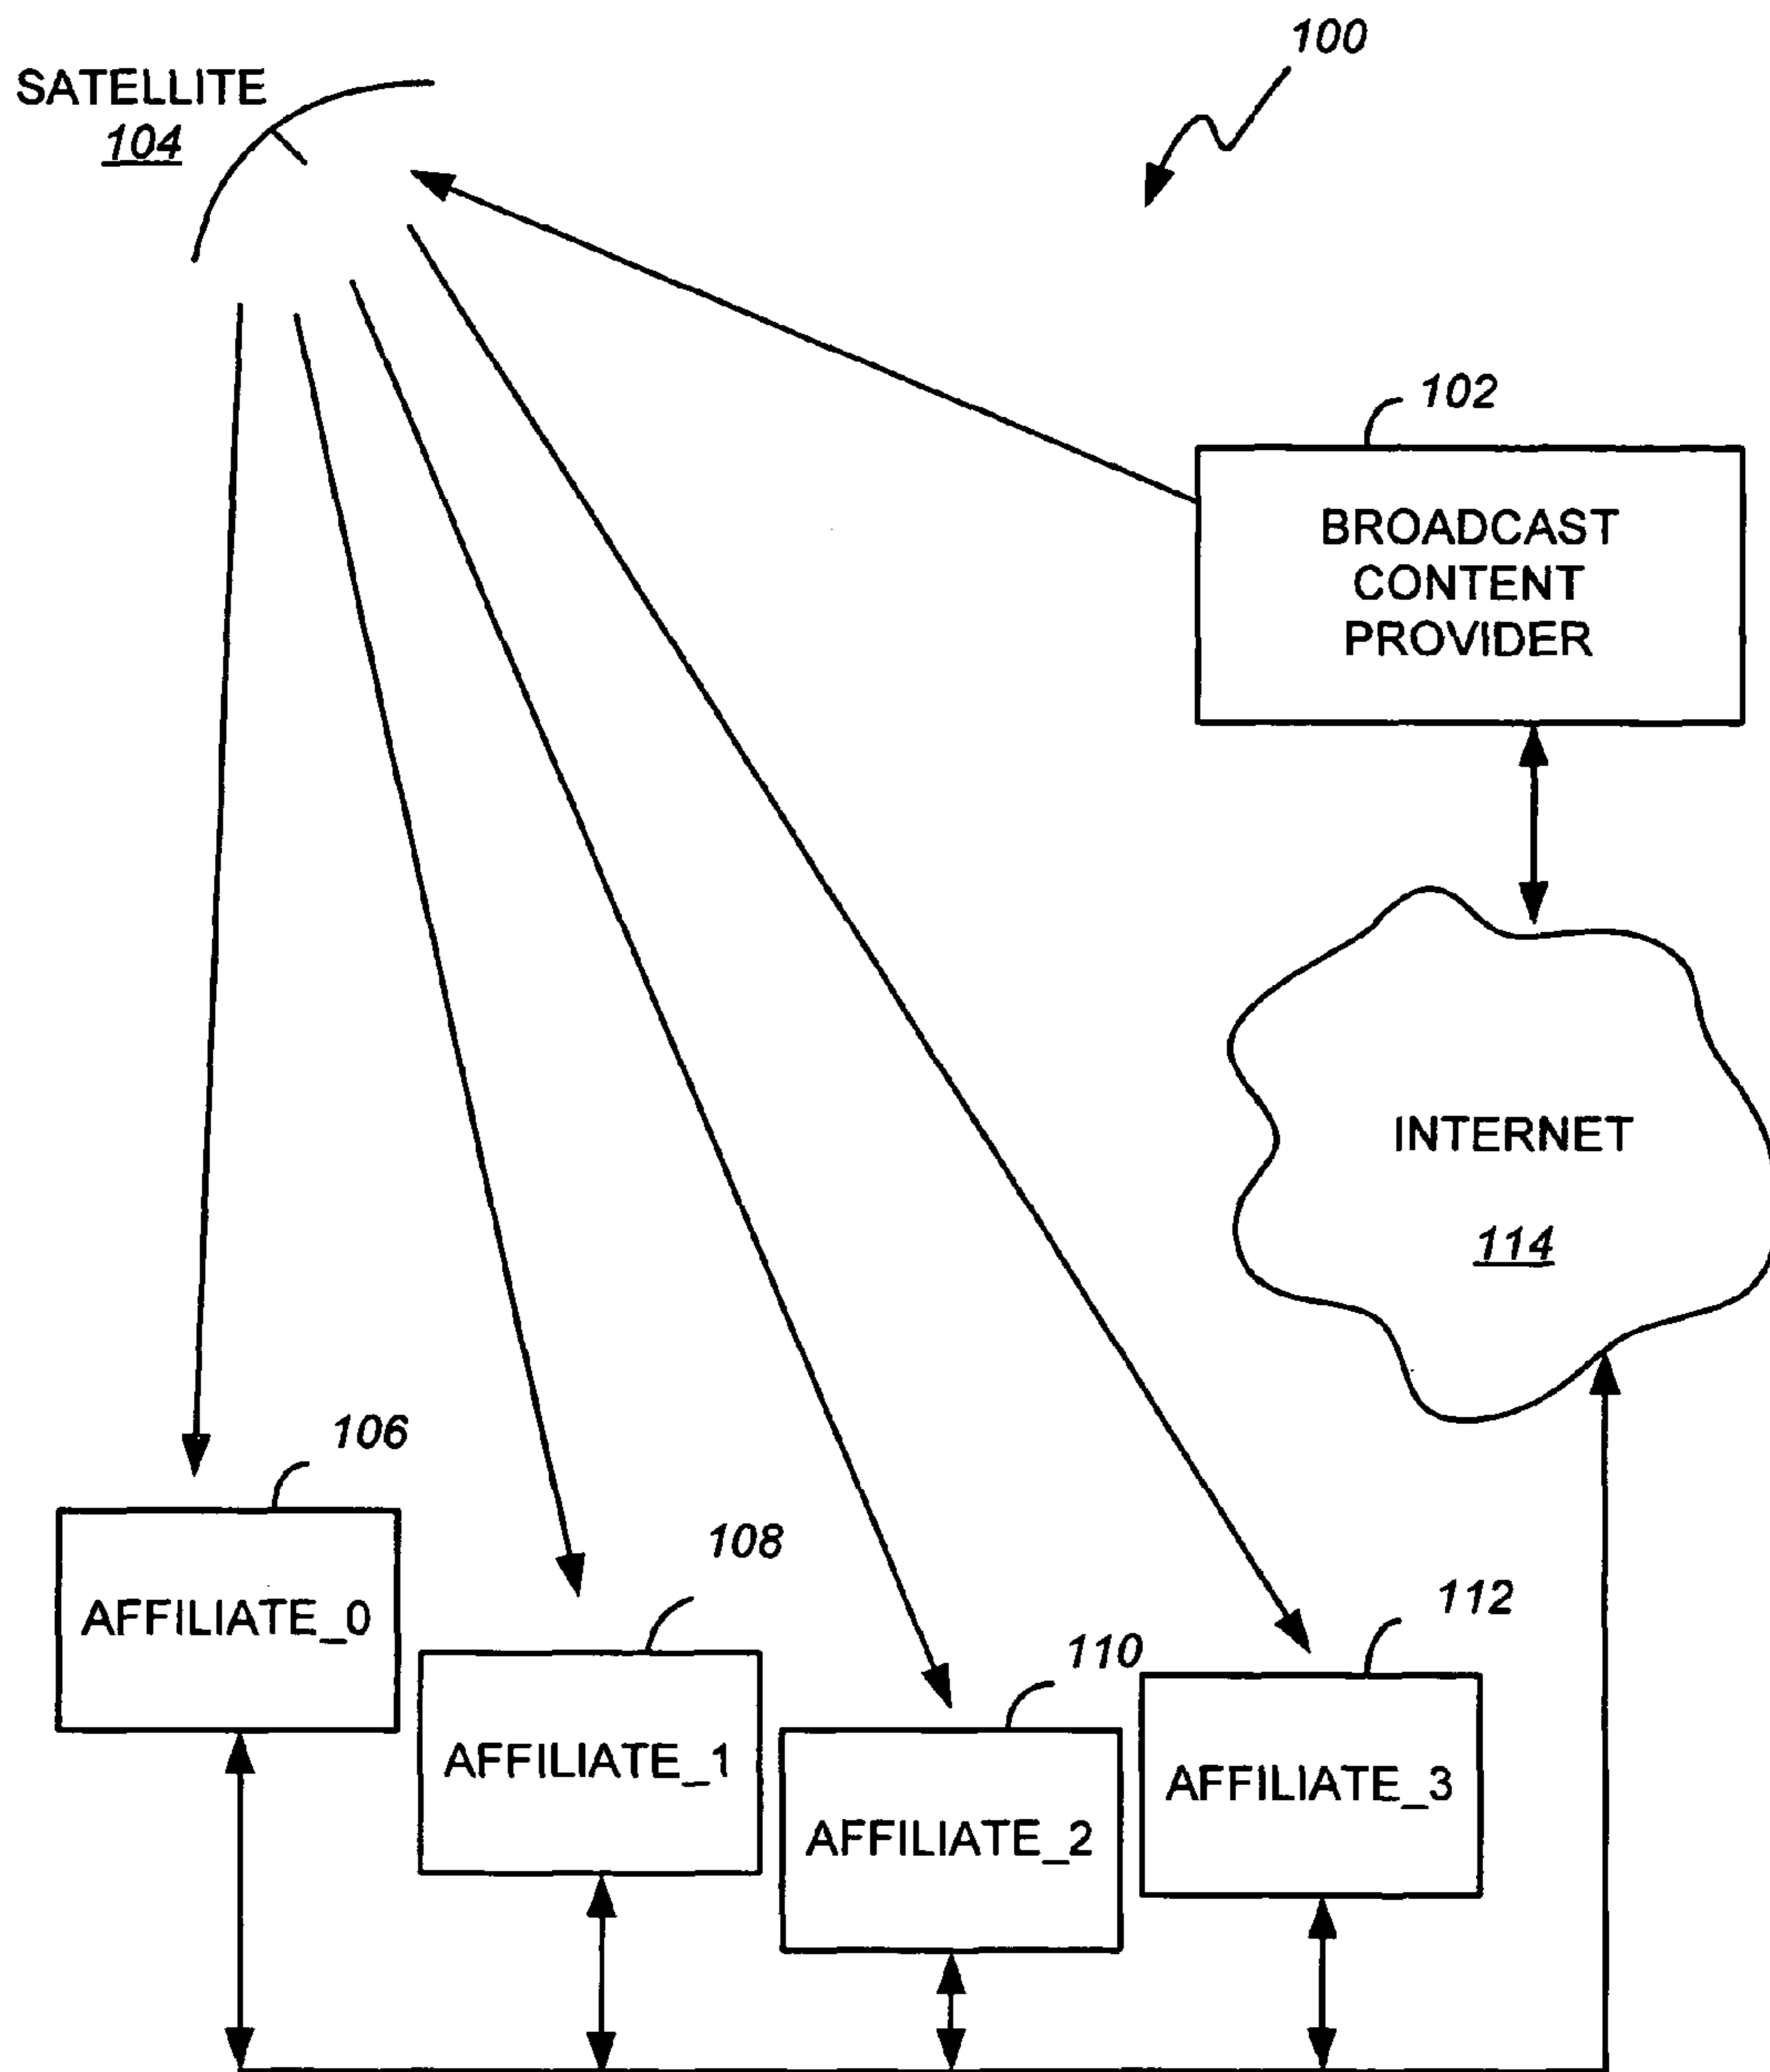 100
SATELLITE
104
102
BROADCAST
CONTENT
PROVIDER
INTERNET
114
106
AFFILIATE_0
108
AFFILIATE_1
110
AFFILIATE_2
112
AFFILIATE_3